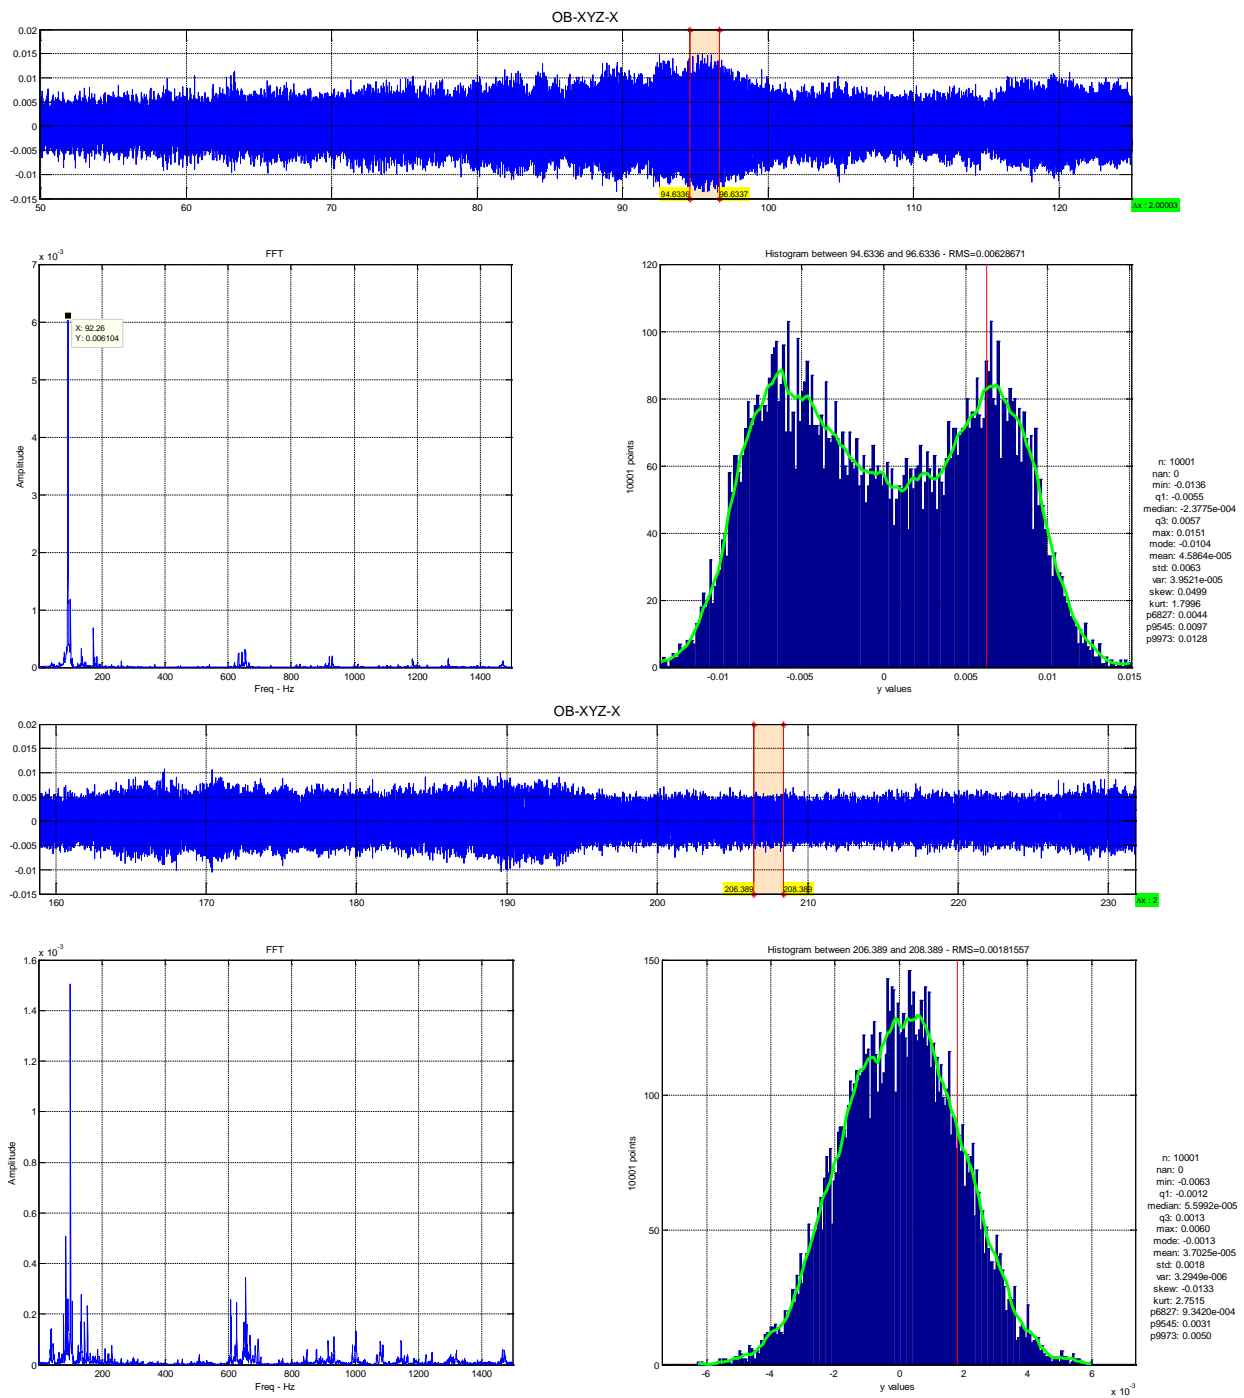 OB-XYZ-X
0.02
0.015
0.01
0.005
0
-0.005
-0.01
-0.015
94.6336
96.6337
50
60
70
80
90
100
110
120
Δx : 2.00003
x 10⁻³
FFT
7
6
5
4
3
2
1
0
X: 92.26
Y: 0.006104
Amplitude
200
400
600
800
1000
1200
1400
Freq - Hz
Histogram between 94.6336 and 96.6336 - RMS=0.00628671
120
100
80
60
40
20
0
10001 points
-0.01
-0.005
0
0.005
0.01
0.015
y values
n: 10001
nan: 0
min: -0.0136
q1: -0.0055
median: -2.3775e-004
q3: 0.0057
max: 0.0151
mode: -0.0104
mean: 4.5864e-005
std: 0.0063
var: 3.9521e-005
skew: 0.0499
kurt: 1.7996
p6827: 0.0044
p9545: 0.0097
p9973: 0.0128
OB-XYZ-X
0.02
0.015
0.01
0.005
0
-0.005
-0.01
-0.015
206.389
208.389
160
170
180
190
200
210
220
230
Δx : 2
x 10⁻³
FFT
1.6
1.4
1.2
1
0.8
0.6
0.4
0.2
0
Amplitude
200
400
600
800
1000
1200
1400
Freq - Hz
Histogram between 206.389 and 208.389 - RMS=0.00181557
150
100
50
0
10001 points
-6
-4
-2
0
2
4
6
x 10⁻³
y values
n: 10001
nan: 0
min: -0.0063
q1: -0.0012
median: 5.5992e-005
q3: 0.0013
max: 0.0060
mode: -0.0013
mean: 3.7025e-005
std: 0.0018
var: 3.2949e-006
skew: -0.0133
kurt: 2.7515
p6827: 9.3420e-004
p9545: 0.0031
p9973: 0.0050